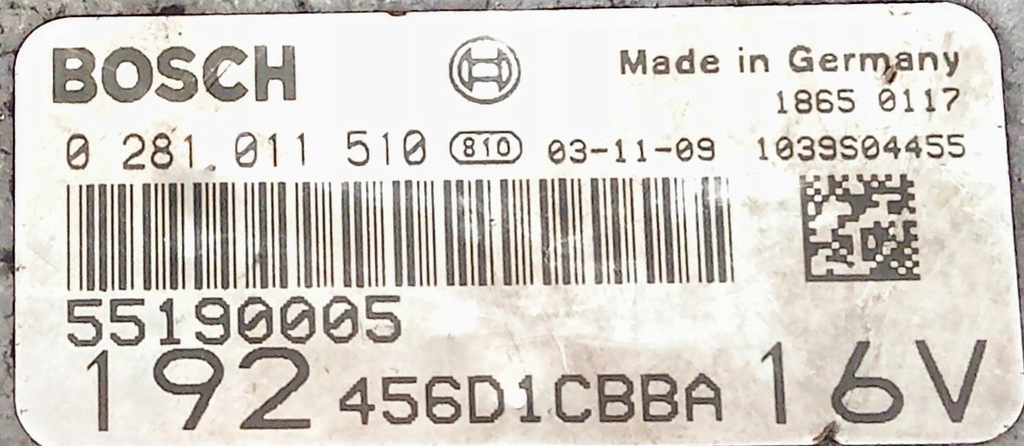 BOSCH Made in Germany
1865 0117
0 281 011 510 810 03-11-09 1039S04455
55190005
192 456D1CBBA 16V